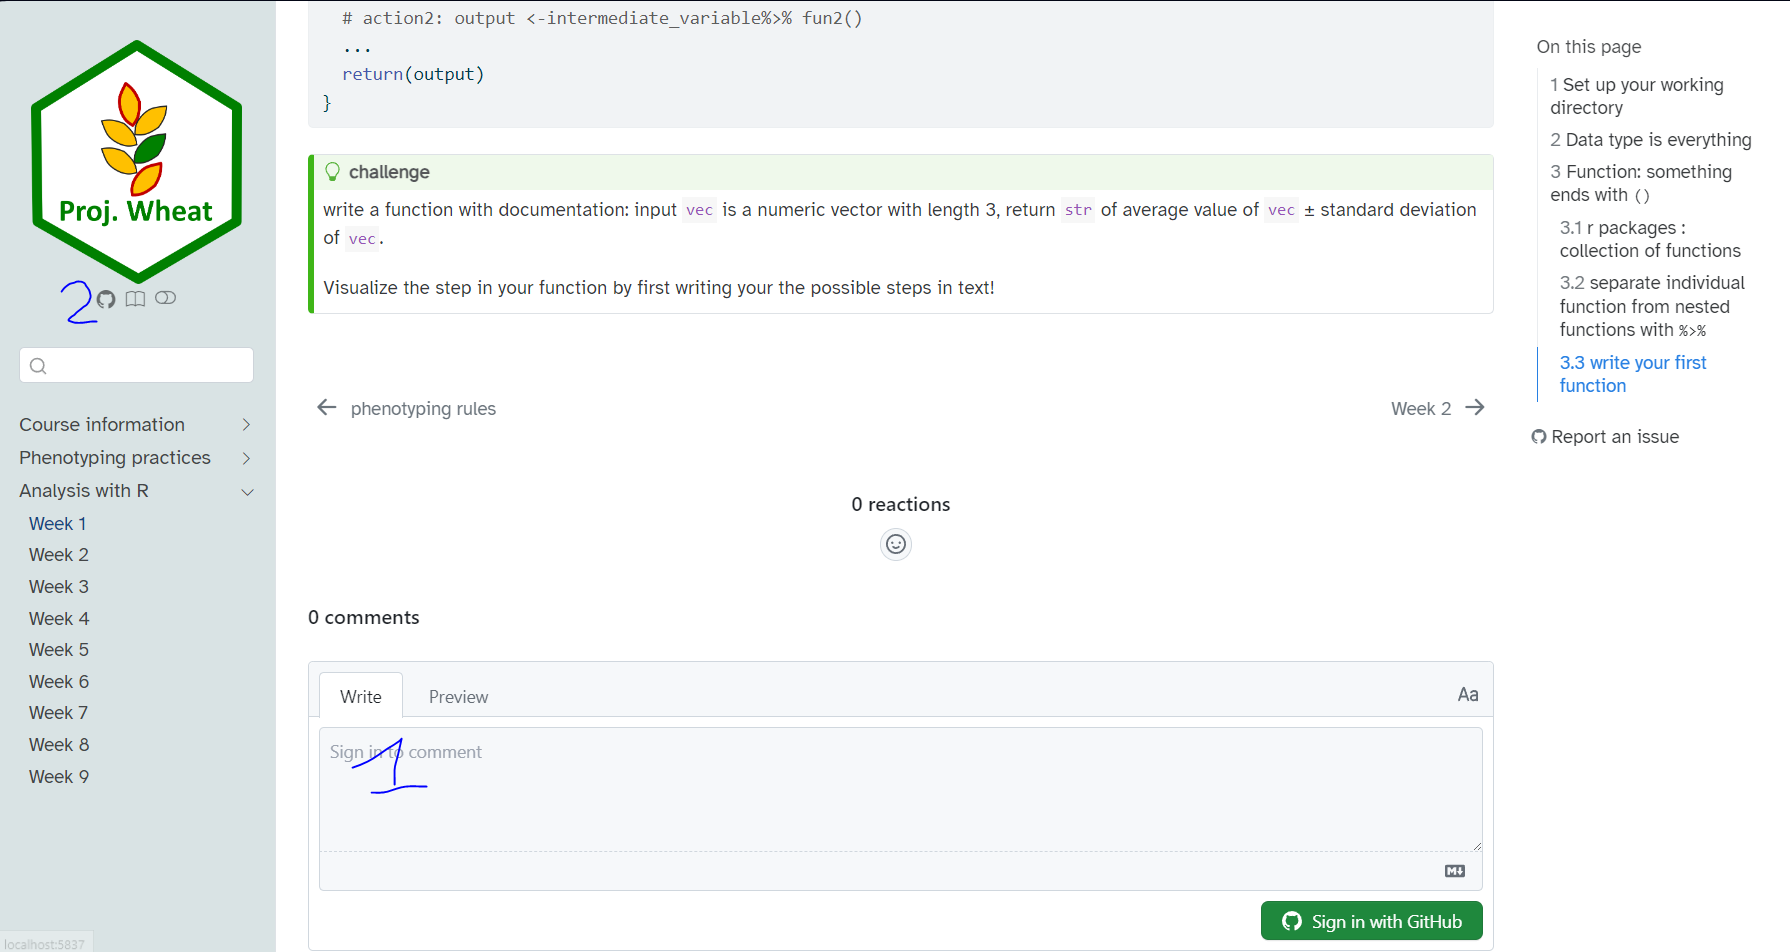 Proj. Wheat
2
Course information
Phenotyping practices
Analysis with R
Week 1
Week 2
Week 3
Week 4
Week 5
Week 6
Week 7
Week 8
Week 9
localhost:5837
# action2: output <-intermediate_variable%>% fun2()
...
return(output)
}
challenge
write a function with documentation: input vec is a numeric vector with length 3, return str of average value of vec ± standard deviation
of vec.
Visualize the step in your function by first writing your the possible steps in text!
phenotyping rules
Week 2
0 reactions
0 comments
Write
Preview
Aa
Sign in to comment
1
M
Sign in with GitHub
On this page
1 Set up your working
directory
2 Data type is everything
3 Function: something
ends with ()
3.1 r packages :
collection of functions
3.2 separate individual
function from nested
functions with %>%
3.3 write your first
function
Report an issue